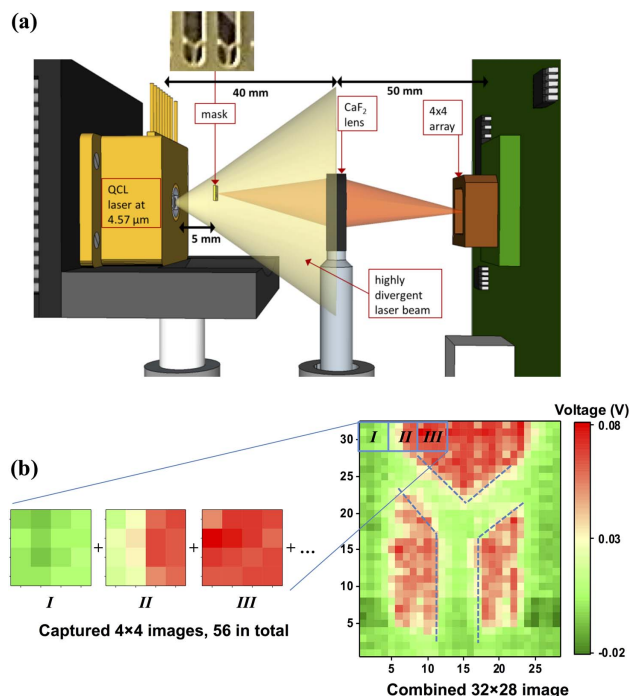 (a)
40 mm
50 mm
mask
CaF2
lens
4x4
array
QCL
laser at
4.57 µm
5 mm
highly
divergent
laser beam
(b)
Voltage (V)
I II III
30
25
20
15
10
5
5 10 15 20 25
0.08
0.03
-0.02
+ + + ...
I II III
Captured 4×4 images, 56 in total
Combined 32×28 image